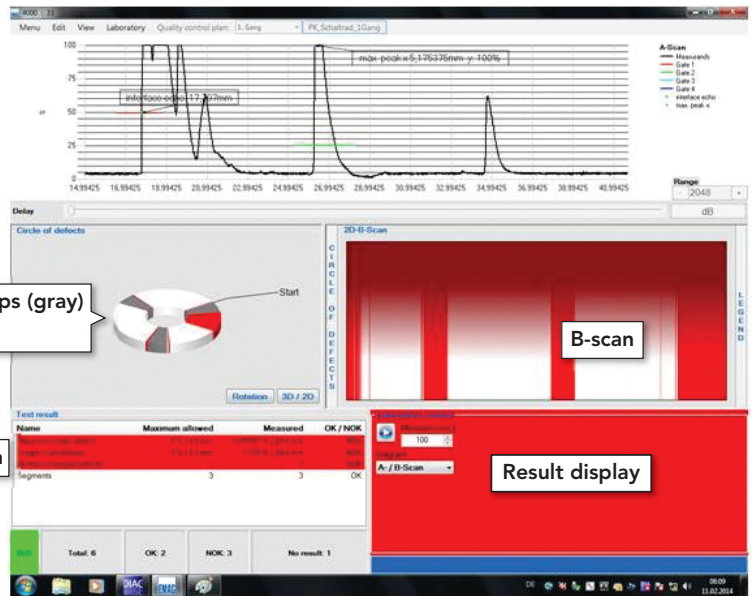 4000 : 33
Menu Edit View Laboratory Quality control plan: 1. Gang PK_Schaltrad_1Gang
100
75
50
25
0
%
max. peak x 5,175375mm y: 100%
14,99425 16,99425 18,99425 20,99425 22,99425 24,99425 26,99425 28,99425 30,99425 32,99425 34,99425 36,99425 38,99425 40,99425
A-Scan
Measurands
Gate 1
Gate 2
Gate 3
Gate 4
interface echo
max. peak x
Range
- 2048 +
Delay
dB
Circle of defects
Start
ps (gray)
Rotation 3D / 2D
CIRCLE OF DEFECTS
2D-B-Scan
B-scan
LEGEND
Test result
Name Maximum allowed Measured OK / NOK
Segments 3 3 OK
Total: 6 OK: 2 NOK: 3 No result: 1
100
A- / B-Scan
Result display
DIAC
EMAG
DE
08:09
11.02.2014